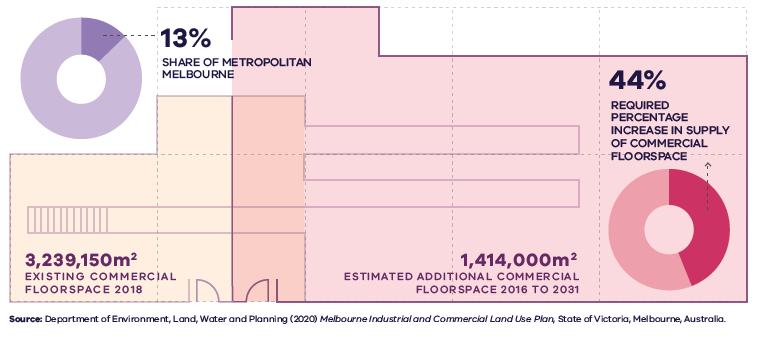 13%
SHARE OF METROPOLITAN
MELBOURNE
44%
REQUIRED
PERCENTAGE
INCREASE IN SUPPLY
OF COMMERCIAL
FLOORSPACE
3,239,150m²
EXISTING COMMERCIAL
FLOORSPACE 2018
1,414,000m²
ESTIMATED ADDITIONAL COMMERCIAL
FLOORSPACE 2016 TO 2031
Source: Department of Environment, Land, Water and Planning (2020) Melbourne Industrial and Commercial Land Use Plan, State of Victoria, Melbourne, Australia.